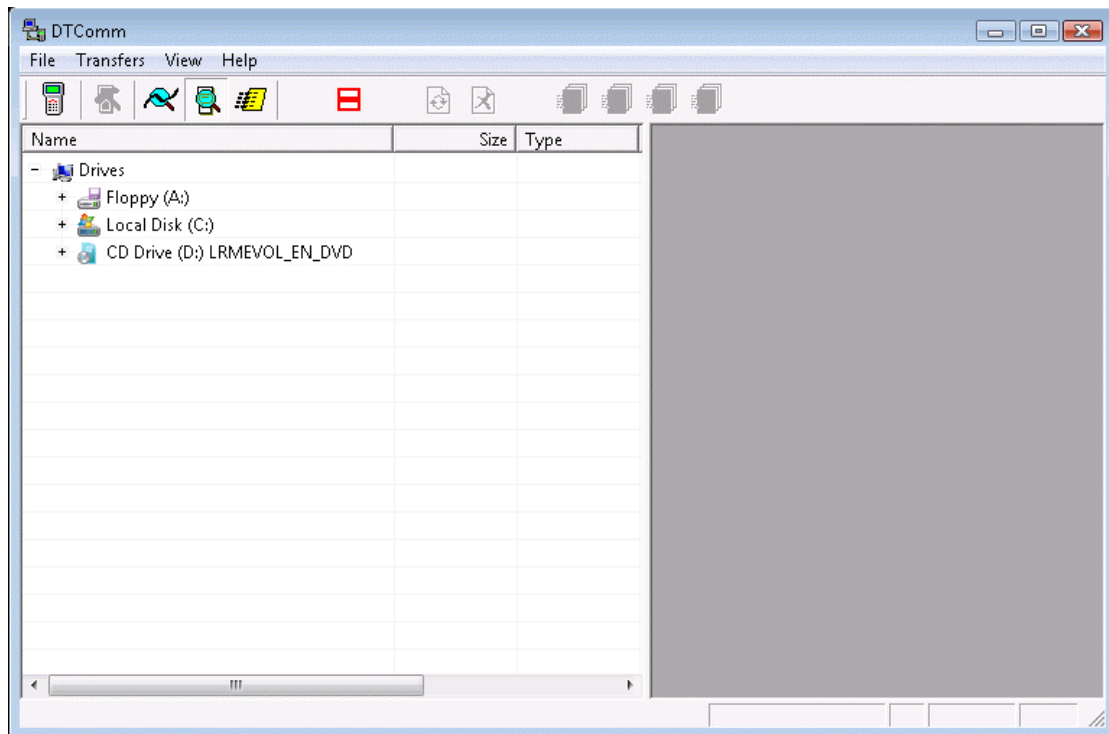 DTComm
File Transfers View Help
Name Size Type
Drives
Floppy (A:)
Local Disk (C:)
CD Drive (D:) LRMEVOL_EN_DVD